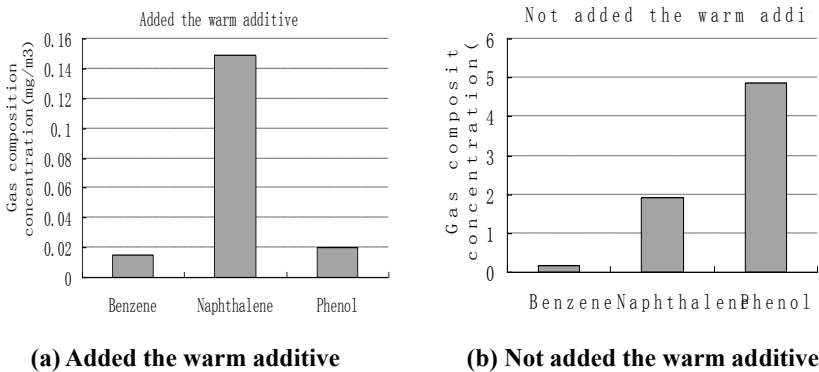 Added the warm additive
Gas composition
concentration(mg/m3)
0.16
0.14
0.12
0.1
0.08
0.06
0.04
0.02
0
Benzene Naphthalene Phenol
(a) Added the warm additive
Not added the warm addi
Gas composit
concentration(
6
5
4
3
2
1
0
Benzene Naphthalene Phenol
(b) Not added the warm additive